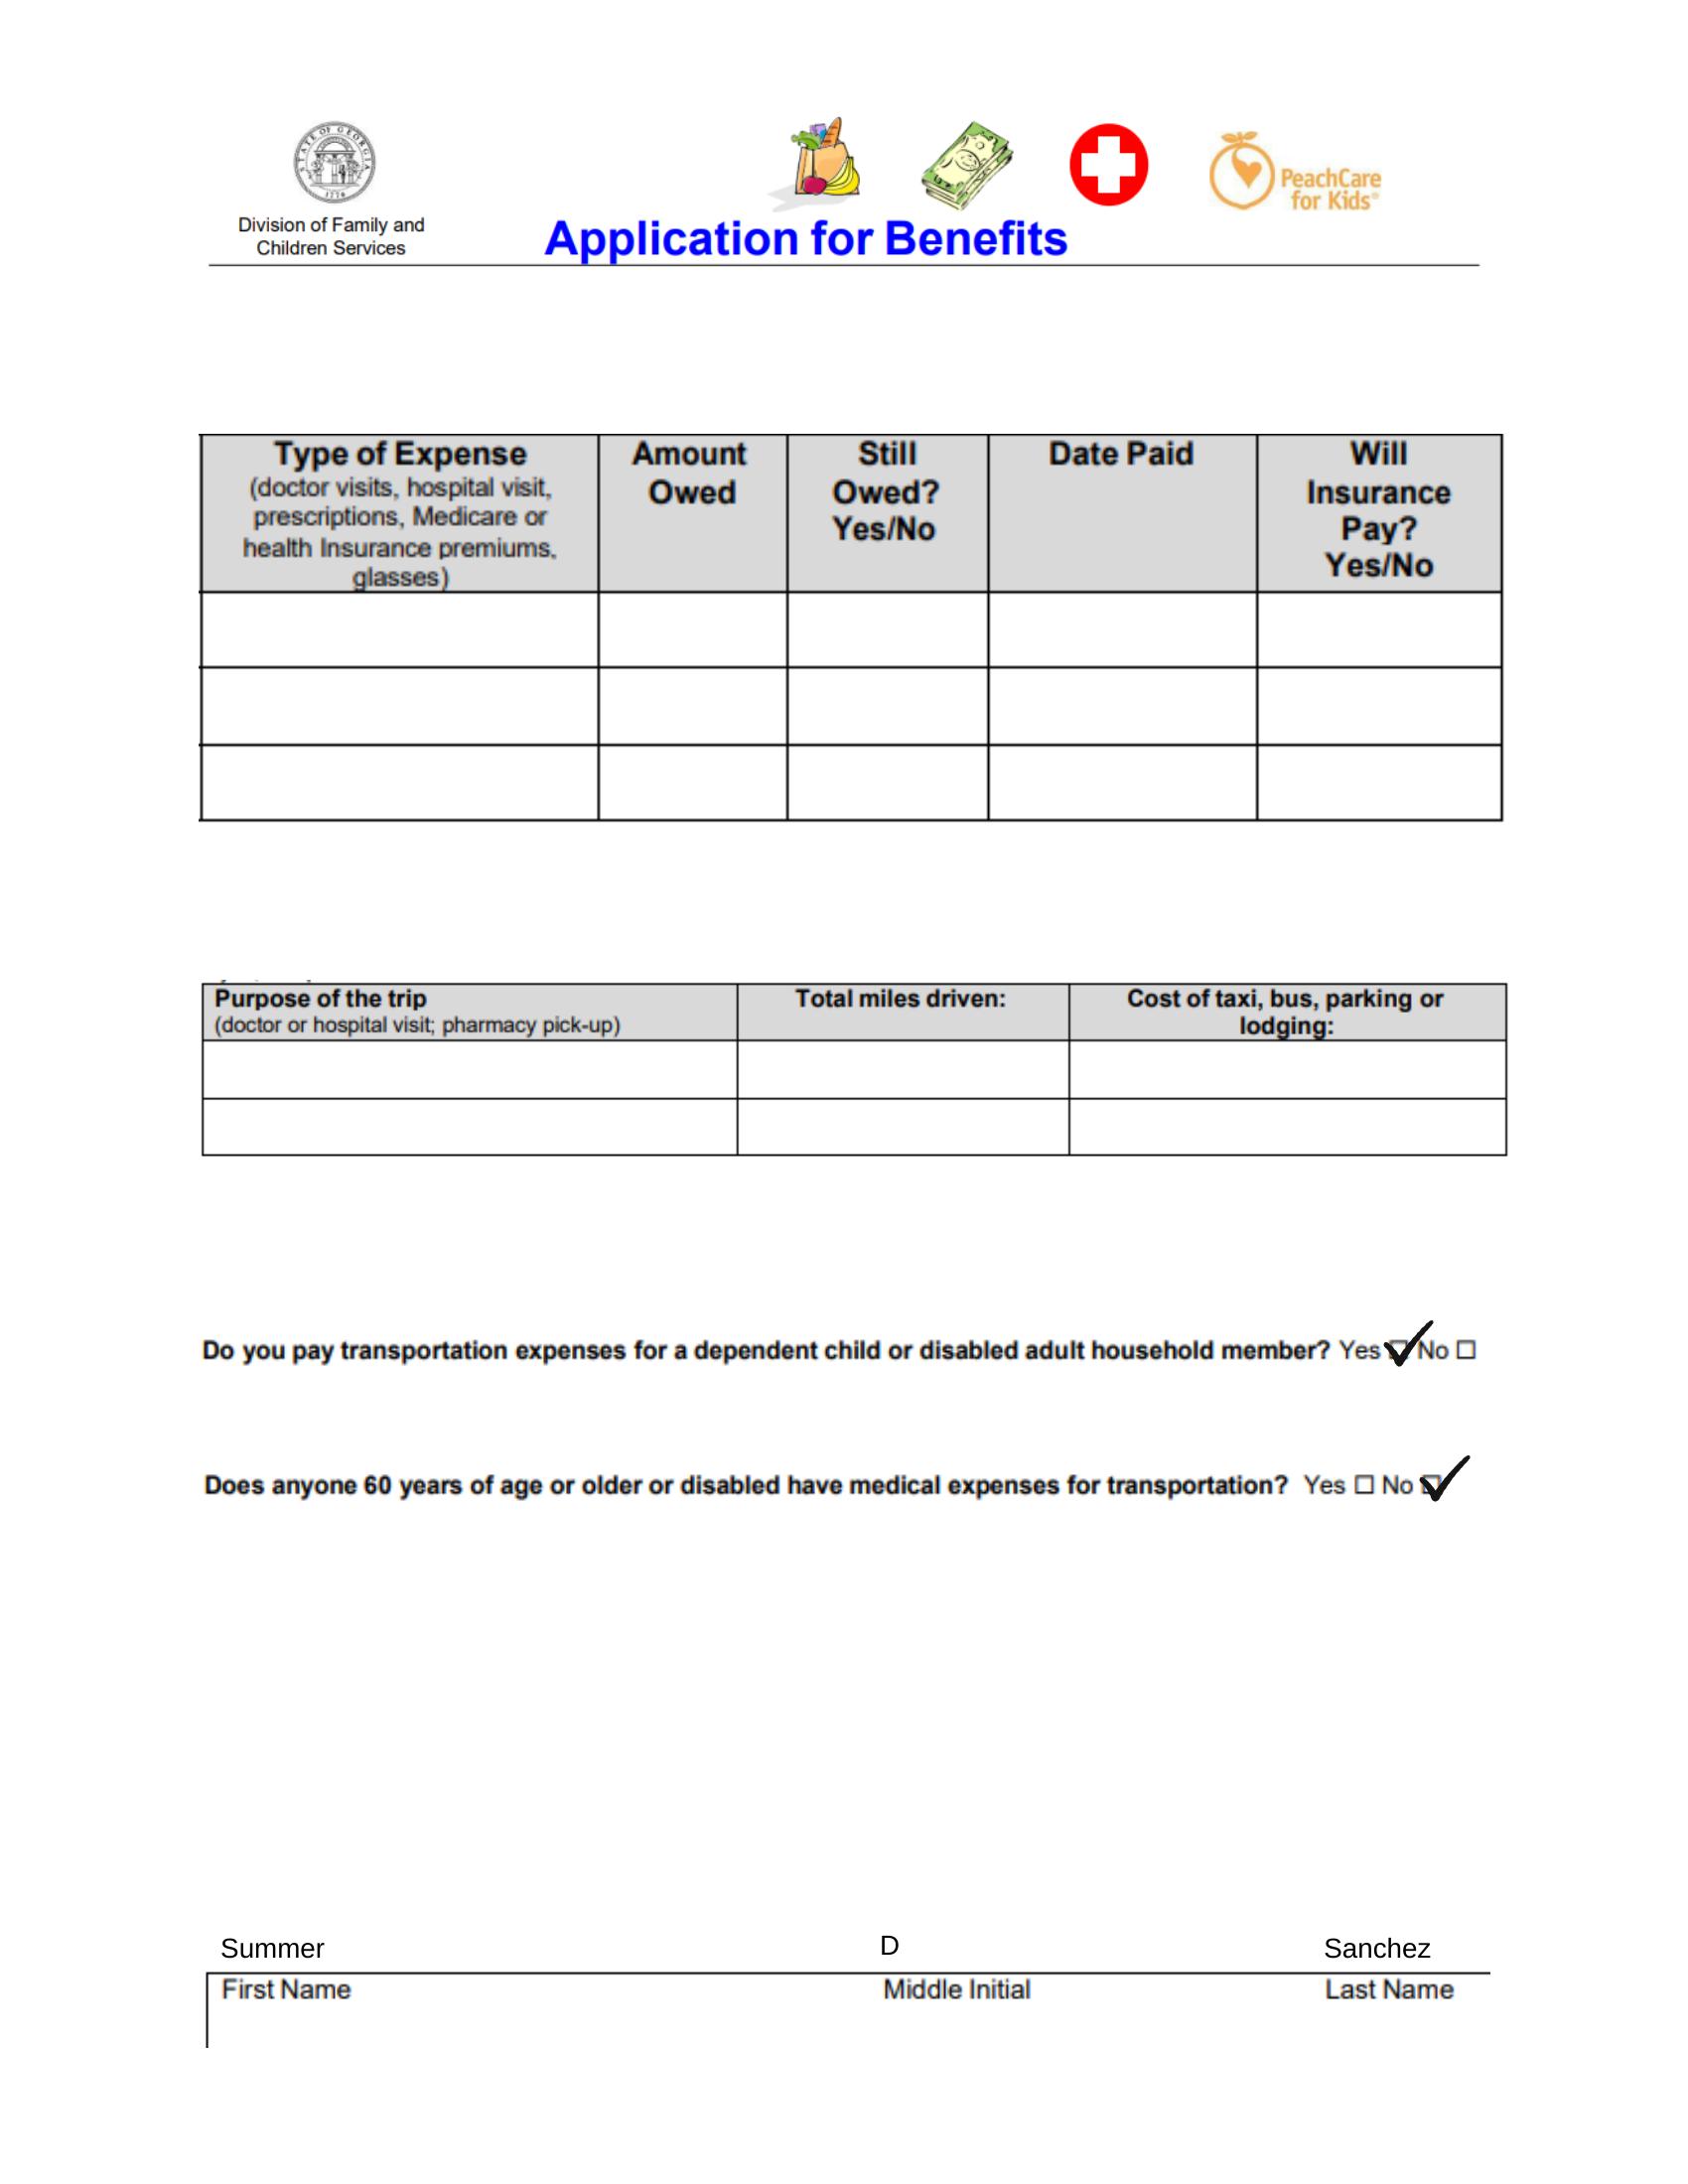 STATE OF GEORGIA
1776
Division of Family and
Children Services
Application for Benefits
PeachCare
for Kids®
Type of Expense
(doctor visits, hospital visit,
prescriptions, Medicare or
health Insurance premiums,
glasses)
Amount
Owed
Still
Owed?
Yes/No
Date Paid
Will
Insurance
Pay?
Yes/No
Purpose of the trip
(doctor or hospital visit; pharmacy pick-up)
Total miles driven:
Cost of taxi, bus, parking or
lodging:
Do you pay transportation expenses for a dependent child or disabled adult household member? Yes ☑ No ☐
Does anyone 60 years of age or older or disabled have medical expenses for transportation? Yes ☐ No ☑
Summer D Sanchez
First Name Middle Initial Last Name